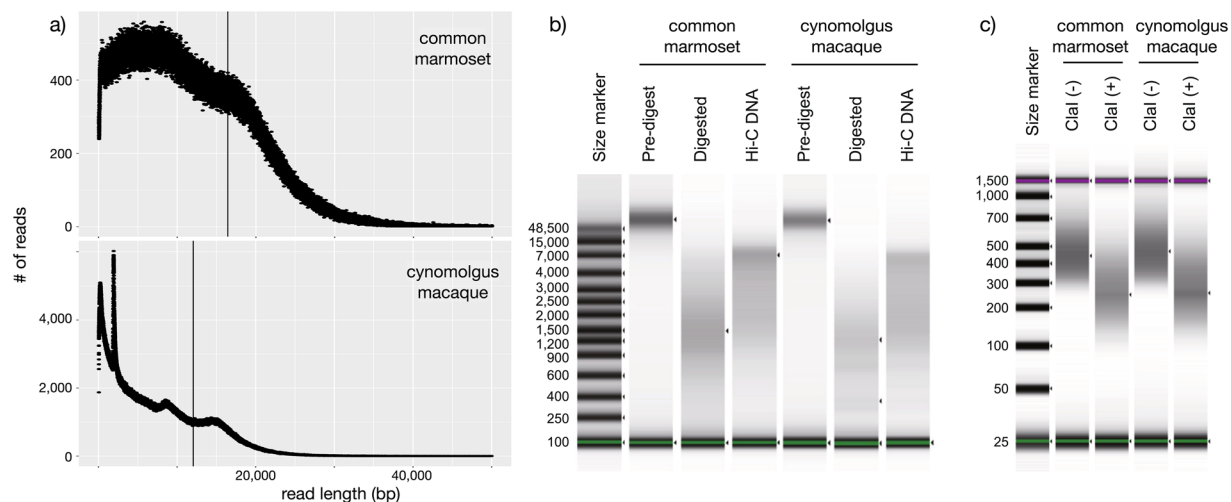 a)
common
marmoset
400
200
0
cynomolgus
macaque
4,000
2,000
0
20,000
40,000
read length (bp)
# of reads
b)
common
marmoset
cynomolgus
macaque
Size marker
Pre-digest
Digested
Hi-C DNA
Pre-digest
Digested
Hi-C DNA
48,500
15,000
7,000
4,000
3,000
2,500
2,000
1,500
1,200
900
600
400
250
100
c)
common
marmoset
cynomolgus
macaque
Size marker
ClaI (-)
ClaI (+)
ClaI (-)
ClaI (+)
1,500
1,000
700
500
400
300
200
100
50
25